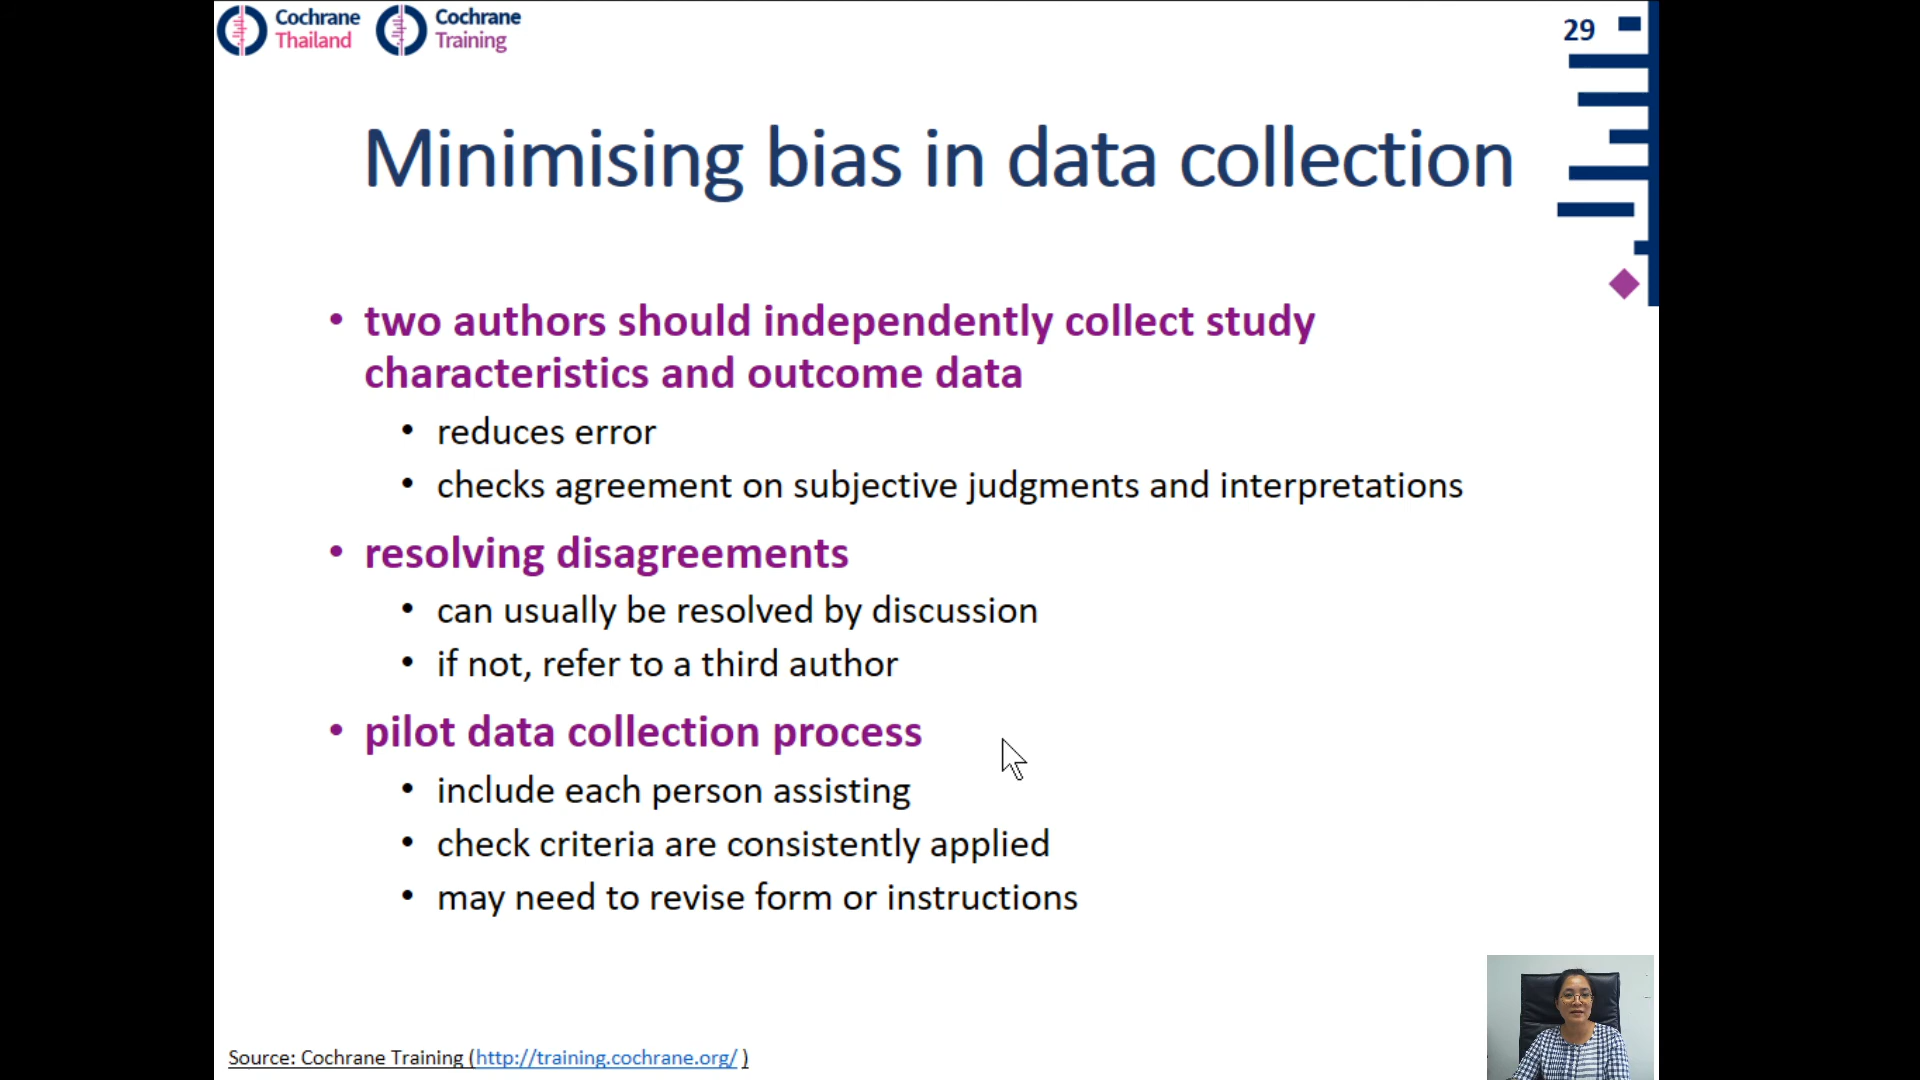 Cochrane
Thailand
Cochrane
Training
29
Minimising bias in data collection
• two authors should independently collect study
characteristics and outcome data
• reduces error
• checks agreement on subjective judgments and interpretations
• resolving disagreements
• can usually be resolved by discussion
• if not, refer to a third author
• pilot data collection process
• include each person assisting
• check criteria are consistently applied
• may need to revise form or instructions
Source: Cochrane Training (http://training.cochrane.org/ )